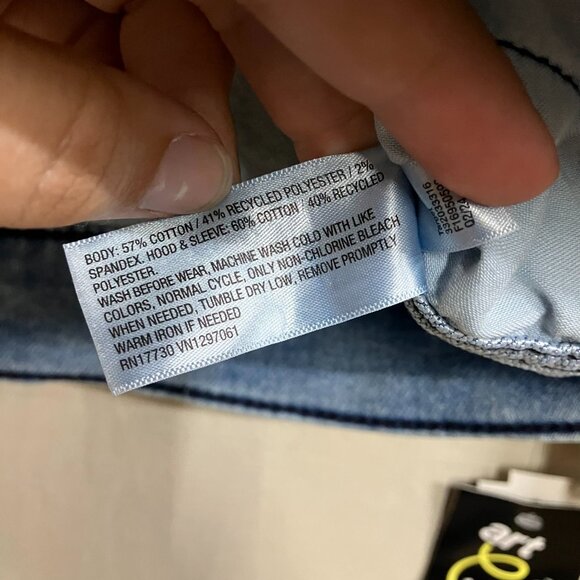 BODY: 57% COTTON / 41% RECYCLED POLYESTER / 2%
SPANDEX. HOOD & SLEEVE: 60% COTTON / 40% RECYCLED
POLYESTER.
WASH BEFORE WEAR, MACHINE WASH COLD WITH LIKE
COLORS, NORMAL CYCLE, ONLY NON-CHLORINE BLEACH
WHEN NEEDED, TUMBLE DRY LOW, REMOVE PROMPTLY
WARM IRON IF NEEDED
RN17730 VN1297061
02/24
art